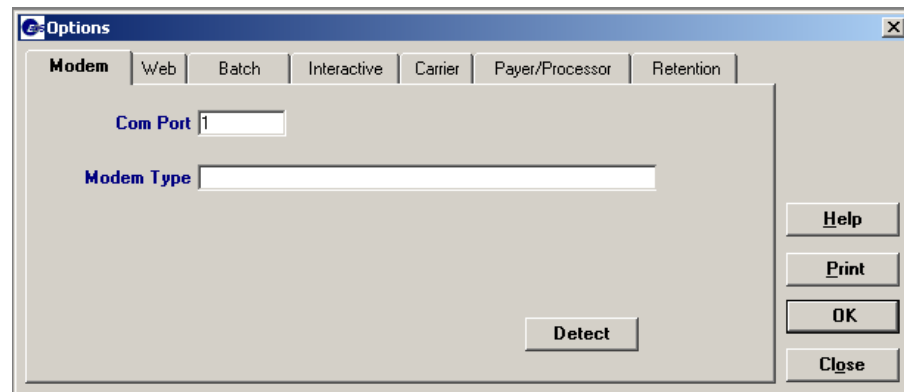 Options
Modem Web Batch Interactive Carrier Payer/Processor Retention
Com Port 1
Modem Type
Help
Print
OK
Detect
Close